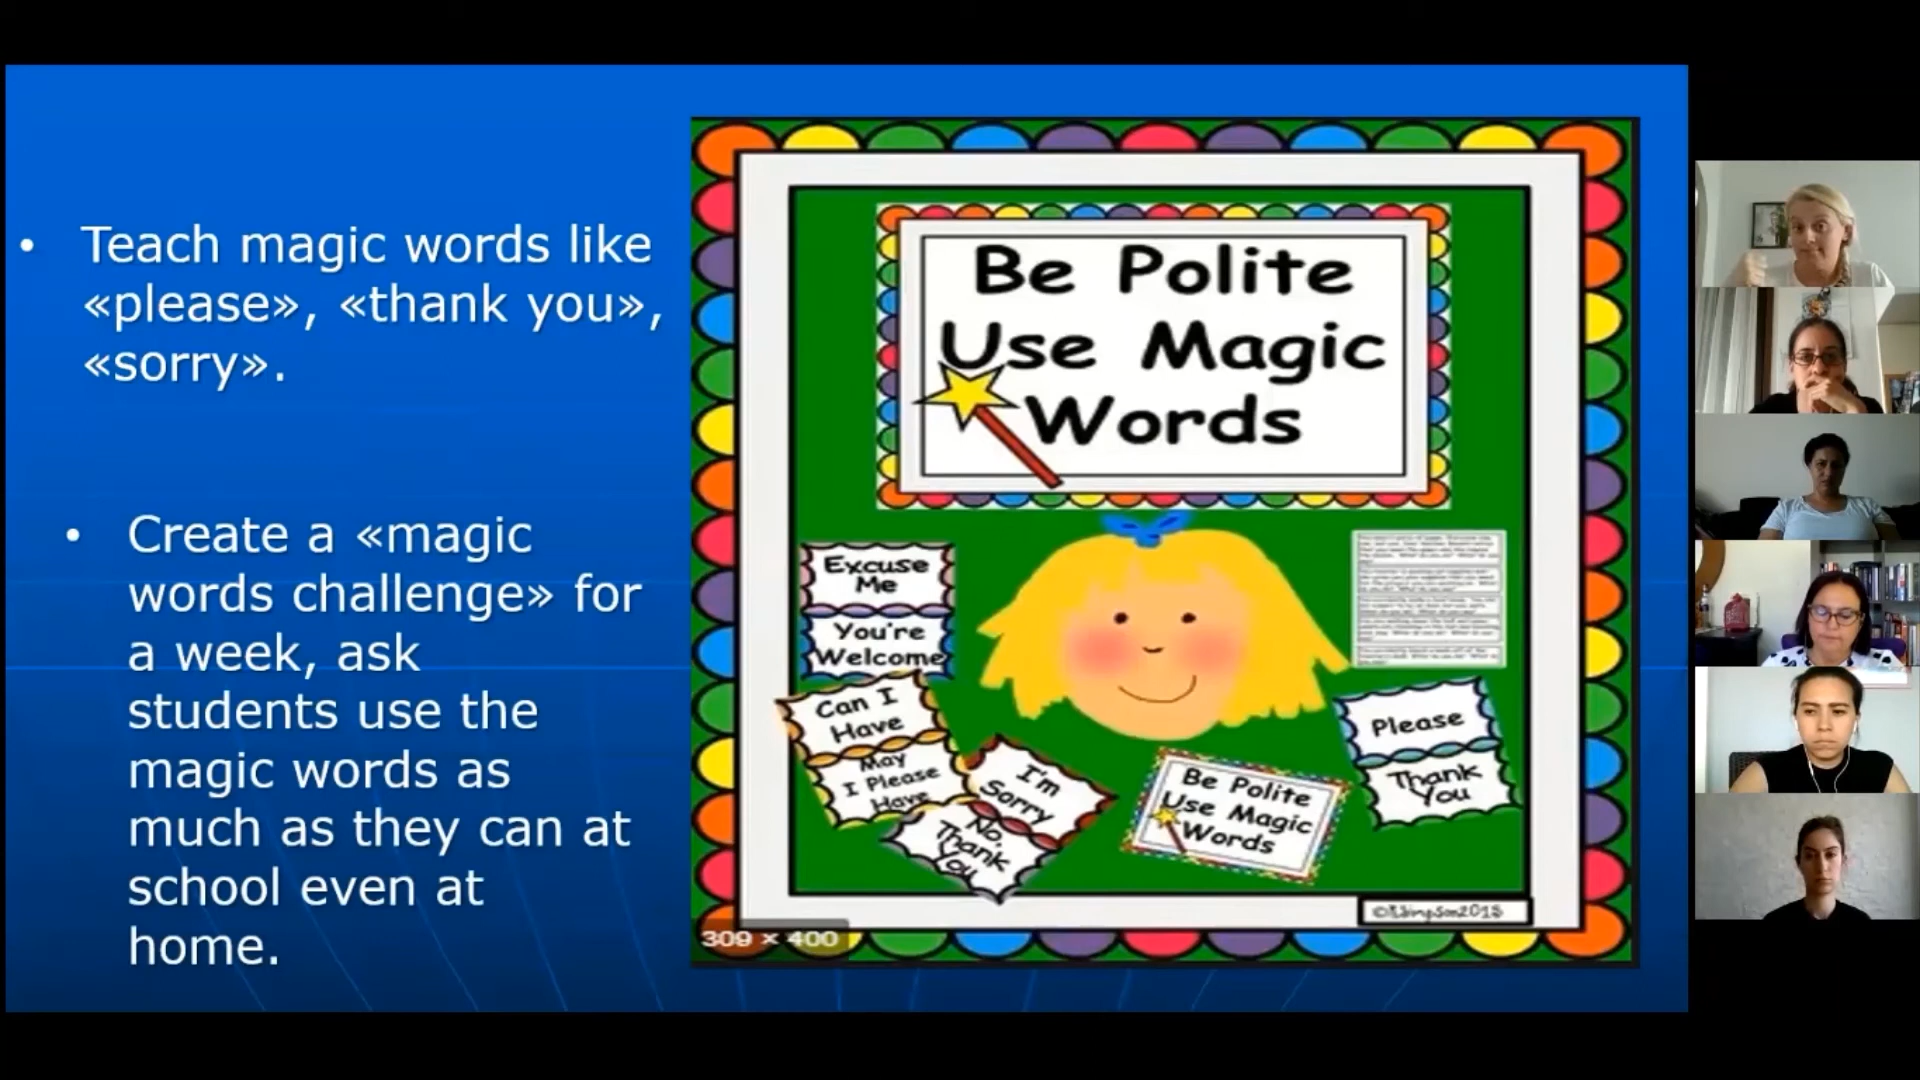 • Teach magic words like
«please», «thank you»,
«sorry».
• Create a «magic
words challenge» for
a week, ask
students use the
magic words as
much as they can at
school even at
home.
Be Polite
Use Magic
Words
Excuse
Me
You're
Welcome
Can I
Have
May
I Please
Have
I'm
Sorry
No,
Thank
You
Be Polite
Use Magic
Words
Please
Thank
You
309 × 400